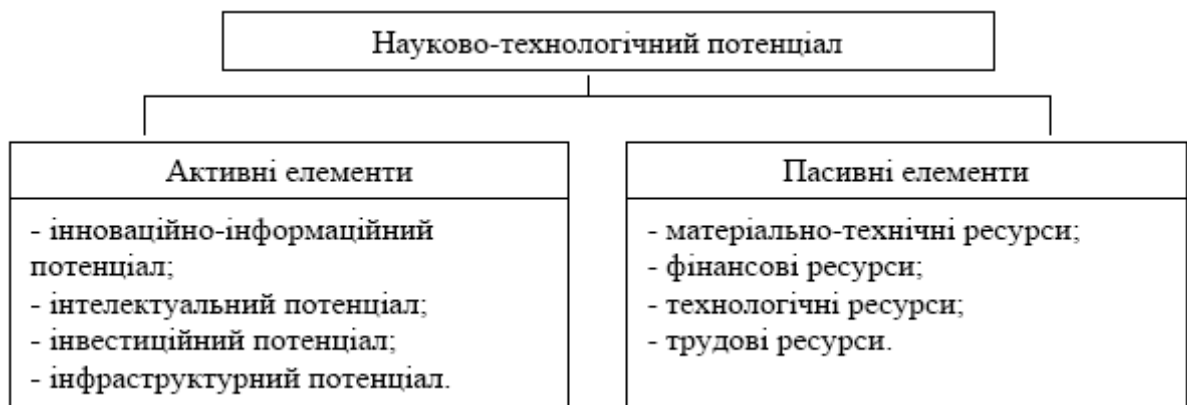 Науково-технологічний потенціал
Активні елементи
- інноваційно-інформаційний
потенціал;
- інтелектуальний потенціал;
- інвестиційний потенціал;
- інфраструктурний потенціал.
Пасивні елементи
- матеріально-технічні ресурси;
- фінансові ресурси;
- технологічні ресурси;
- трудові ресурси.